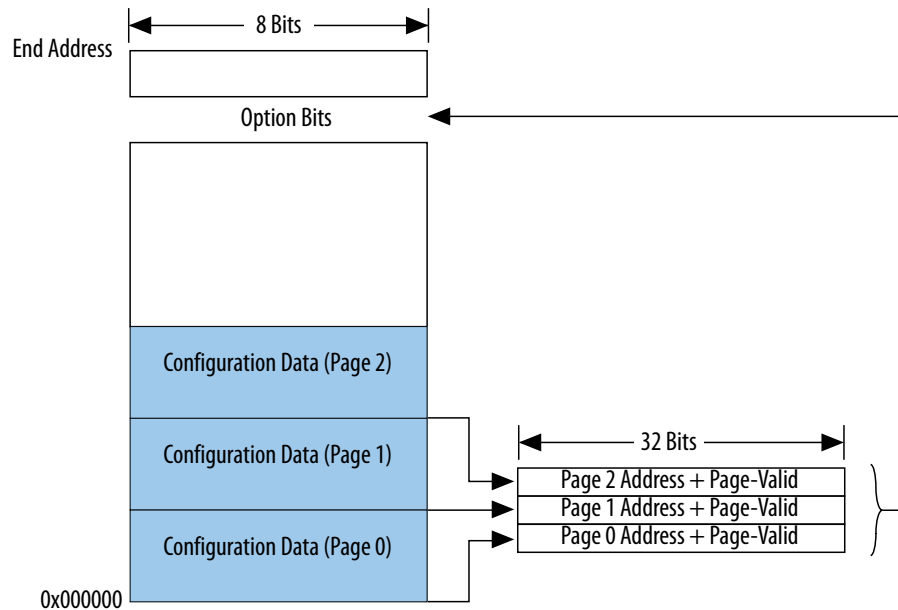 8 Bits
End Address
Option Bits
Configuration Data (Page 2)
Configuration Data (Page 1)
32 Bits
Page 2 Address + Page-Valid
Page 1 Address + Page-Valid
Page 0 Address + Page-Valid
Configuration Data (Page 0)
0x000000